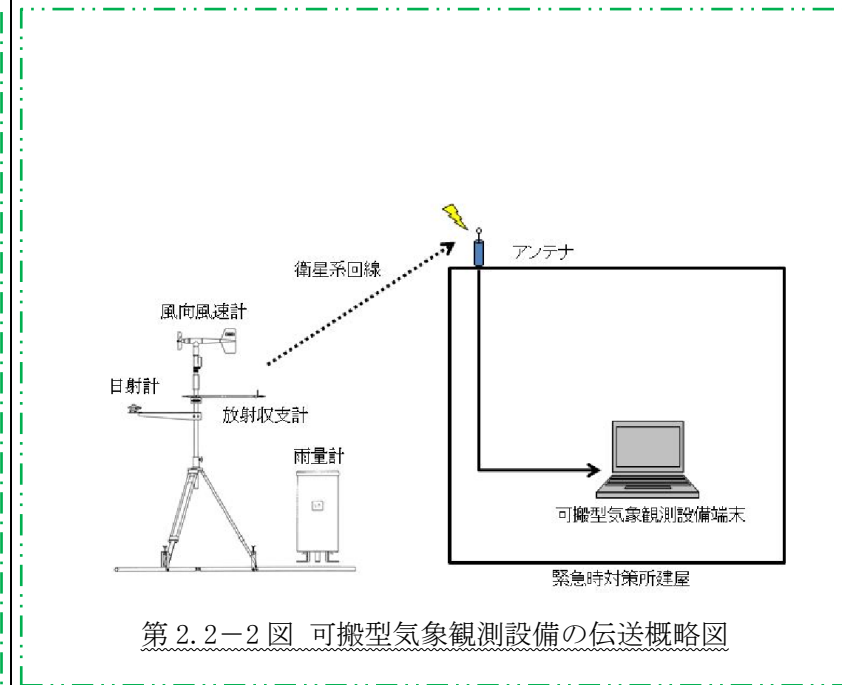 アンテナ
衛星系回線
風向風速計
日射計
放射収支計
雨量計
可搬型気象観測設備端末
緊急時対策所建屋
第 2.2－2 図 可搬型気象観測設備の伝送概略図